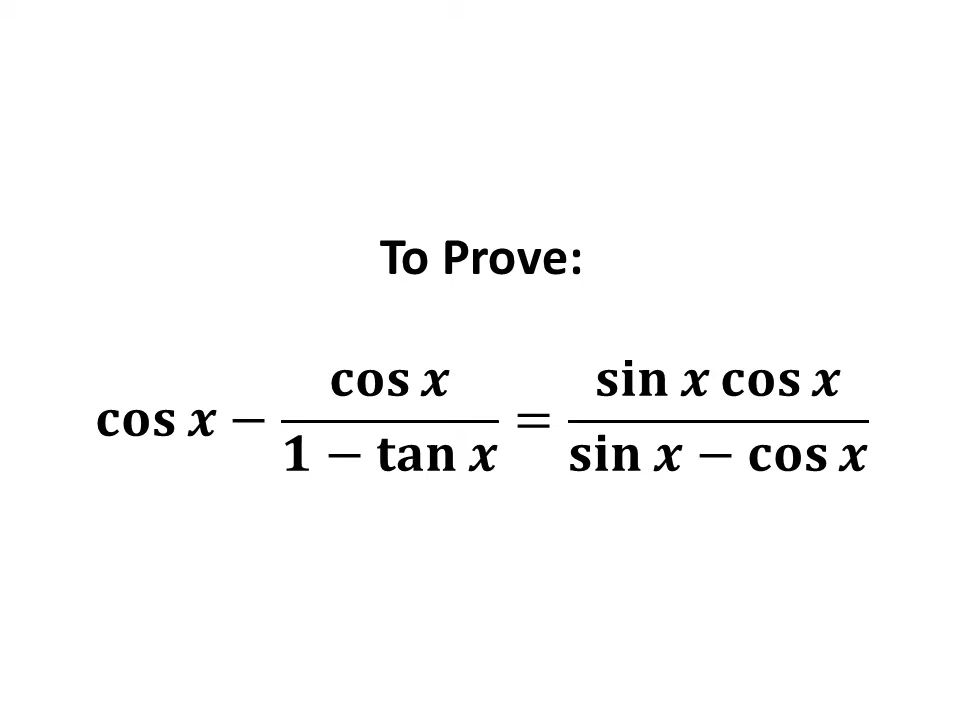 To Prove:
cos x − cos x / 1 − tan x = sin x cos x / sin x − cos x